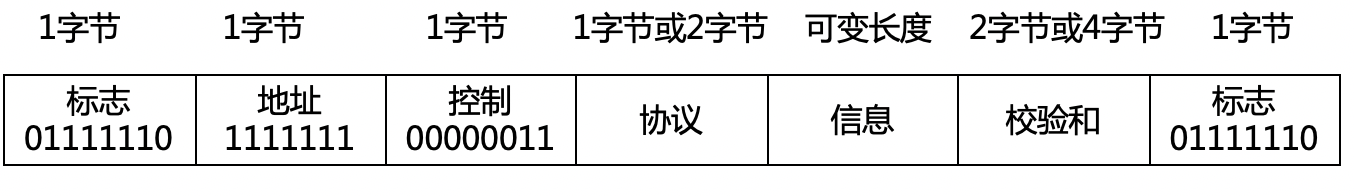 1字节 1字节 1字节 1字节或2字节 可变长度 2字节或4字节 1字节
标志 地址 控制 协议 信息 校验和 标志
01111110 1111111 00000011 01111110